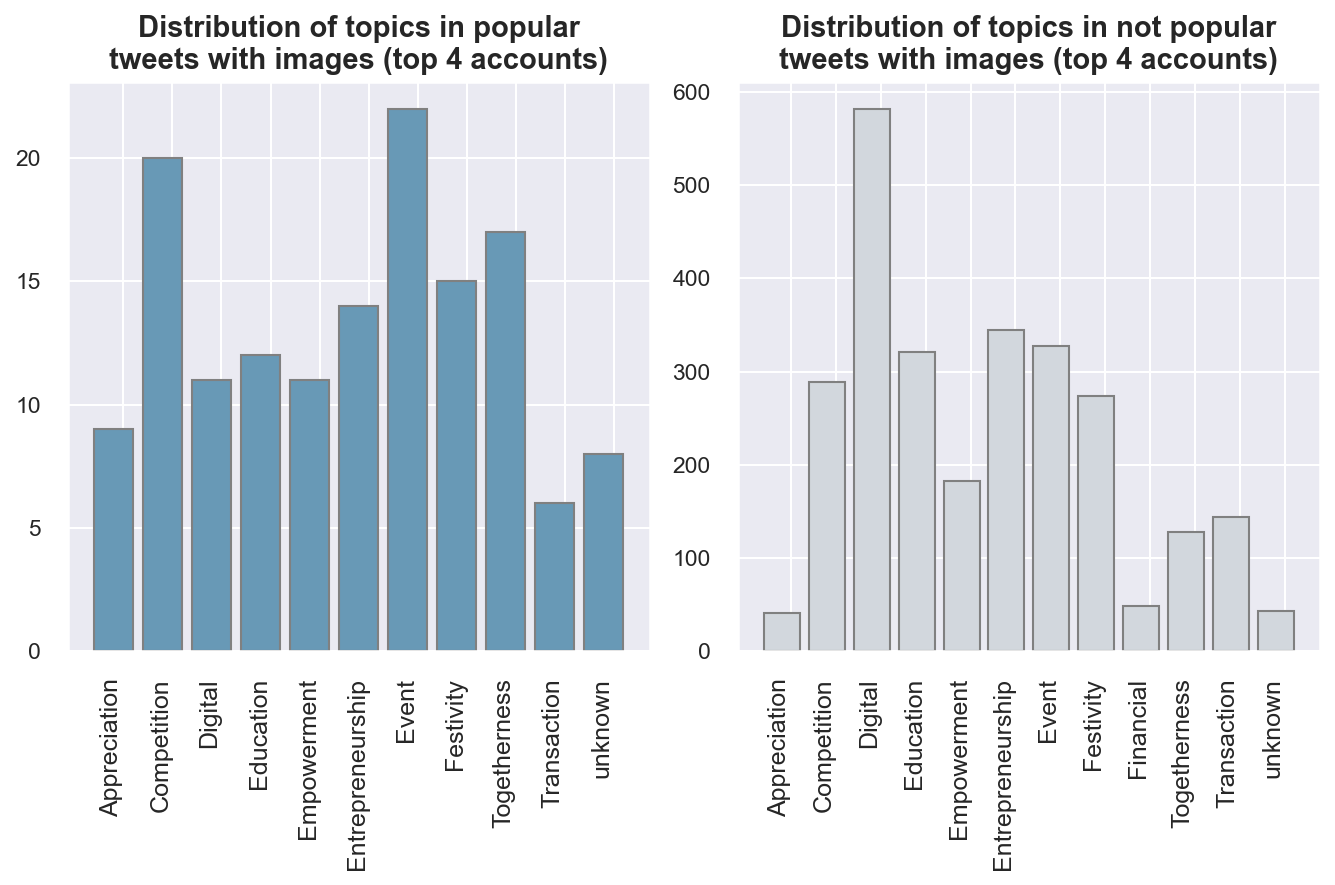 Distribution of topics in popular
tweets with images (top 4 accounts)
20
15
10
5
0
Appreciation
Competition
Digital
Education
Empowerment
Entrepreneurship
Event
Festivity
Togetherness
Transaction
unknown
Distribution of topics in not popular
tweets with images (top 4 accounts)
600
500
400
300
200
100
0
Appreciation
Competition
Digital
Education
Empowerment
Entrepreneurship
Event
Festivity
Financial
Togetherness
Transaction
unknown